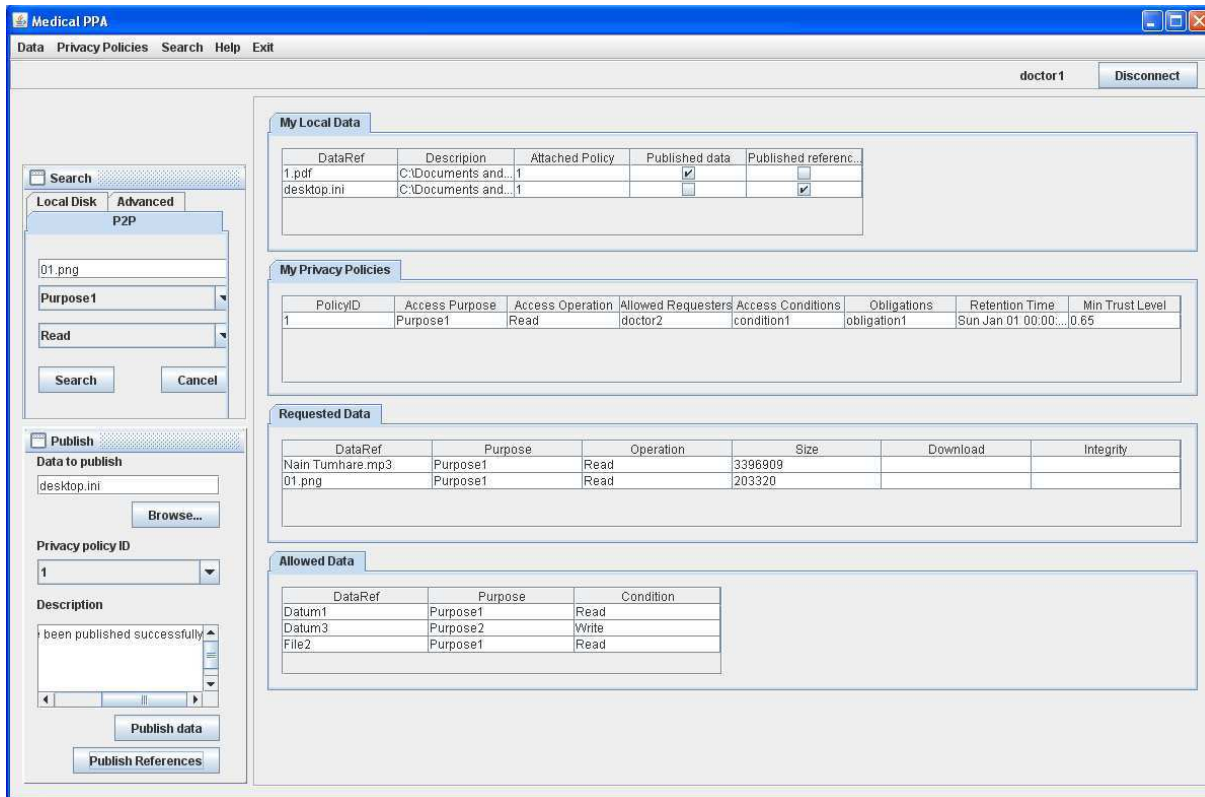 Medical PPA
Data Privacy Policies Search Help Exit
doctor1 Disconnect
Search
Local Disk Advanced
P2P
01.png
Purpose1
Read
Search Cancel
Publish
Data to publish
desktop.ini
Browse...
Privacy policy ID
1
Description
been published successfully
Publish data
Publish References
My Local Data
DataRef Descripion Attached Policy Published data Published referenc...
1.pdf C:\Documents and... 1
desktop.ini C:\Documents and... 1
My Privacy Policies
PolicyID Access Purpose Access Operation Allowed Requesters Access Conditions Obligations Retention Time Min Trust Level
1 Purpose1 Read doctor2 condition1 obligation1 Sun Jan 01 00:00:... 0.65
Requested Data
DataRef Purpose Operation Size Download Integrity
Nain Tumhare.mp3 Purpose1 Read 3396909
01.png Purpose1 Read 203320
Allowed Data
DataRef Purpose Condition
Datum1 Purpose1 Read
Datum3 Purpose2 Write
File2 Purpose1 Read